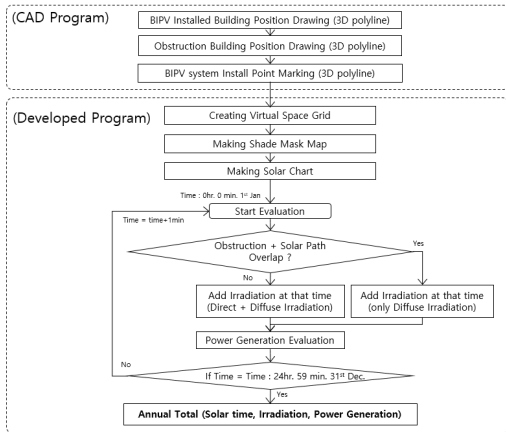 (CAD Program)
BIPV Installed Building Position Drawing (3D polyline)
Obstruction Building Position Drawing (3D polyline)
BIPV system Install Point Marking (3D polyline)
(Developed Program)
Creating Virtual Space Grid
Making Shade Mask Map
Making Solar Chart
Time : 0hr. 0 min. 1st Jan
Time = time+1min
Start Evaluation
Obstruction + Solar Path
Overlap ?
Yes
No
Add Irradiation at that time
(Direct + Diffuse Irradiation)
Add Irradiation at that time
(only Diffuse Irradiation)
Power Generation Evaluation
No
If Time = Time : 24hr. 59 min. 31st Dec.
Yes
Annual Total (Solar time, Irradiation, Power Generation)